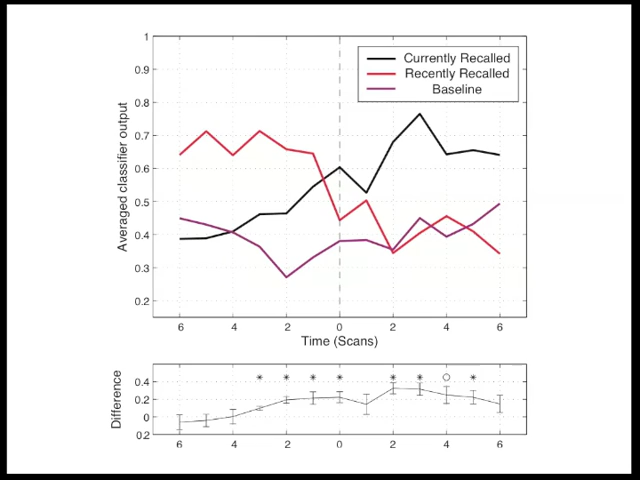 1
0.9
0.8
0.7
0.6
0.5
0.4
0.3
0.2
Averaged classifier output
Currently Recalled
Recently Recalled
Baseline
6 4 2 0 2 4 6
Time (Scans)
Difference
0.4
0.2
0
0.2
6 4 2 0 2 4 6